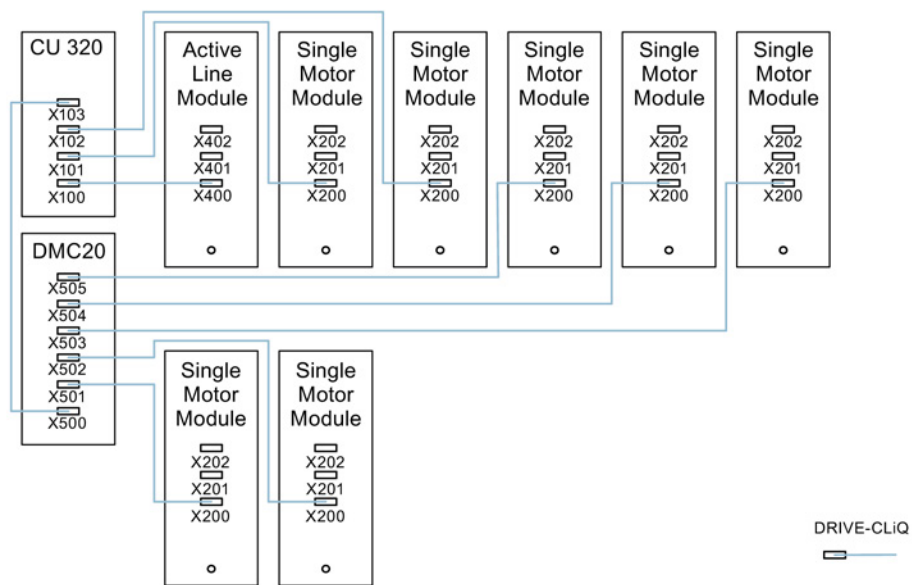 CU 320
X103
X102
X101
X100
Active
Line
Module
X402
X401
X400
Single
Motor
Module
X202
X201
X200
Single
Motor
Module
X202
X201
X200
Single
Motor
Module
X202
X201
X200
Single
Motor
Module
X202
X201
X200
Single
Motor
Module
X202
X201
X200
DMC20
X505
X504
X503
X502
X501
X500
Single
Motor
Module
X202
X201
X200
Single
Motor
Module
X202
X201
X200
DRIVE-CLiQ